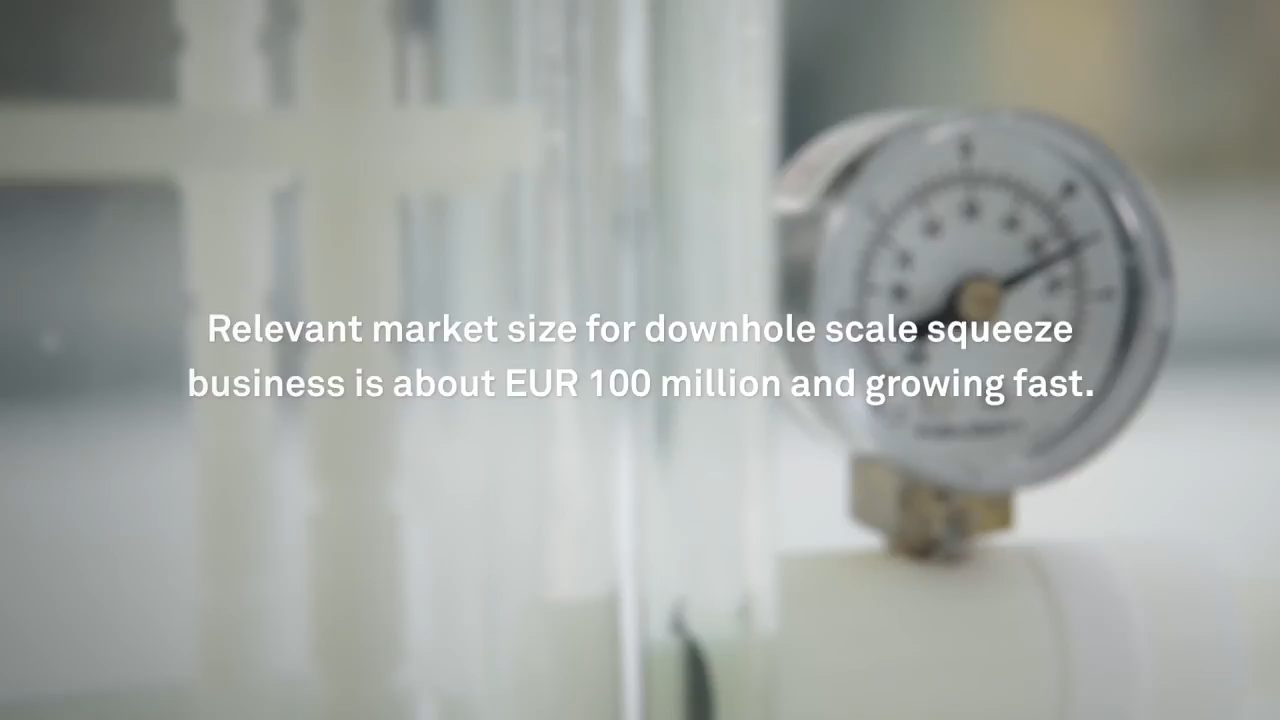 Relevant market size for downhole scale squeeze
business is about EUR 100 million and growing fast.